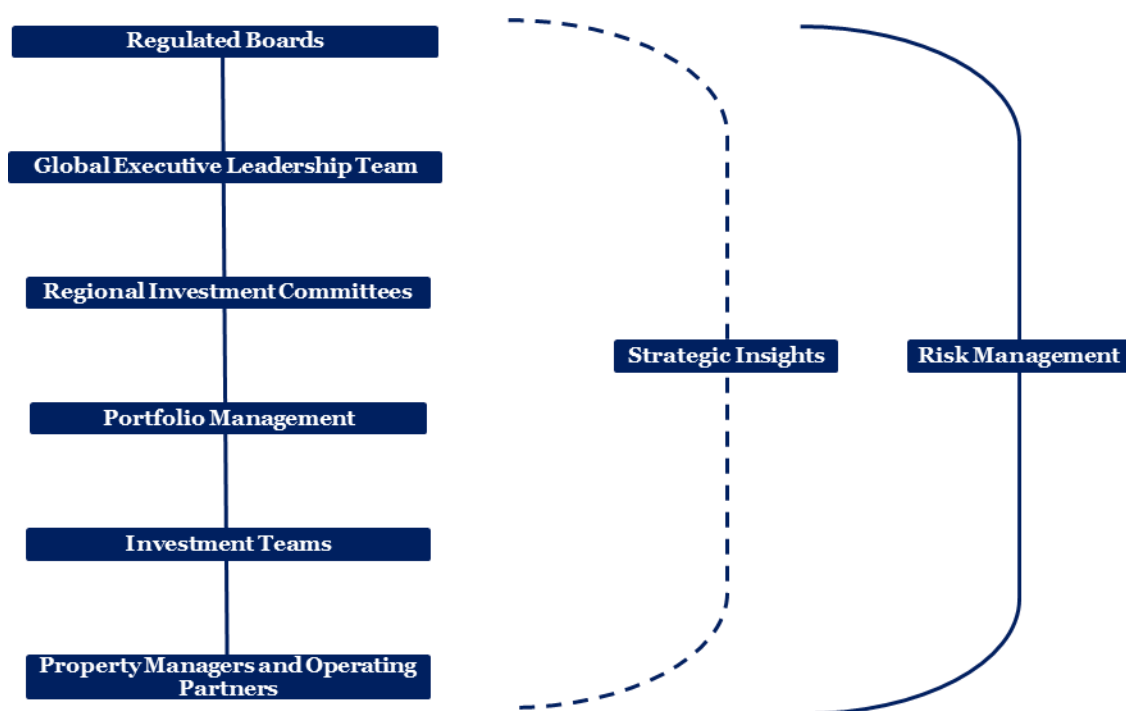 Regulated Boards
Global Executive Leadership Team
Regional Investment Committees
Strategic Insights
Risk Management
Portfolio Management
Investment Teams
Property Managers and Operating
Partners